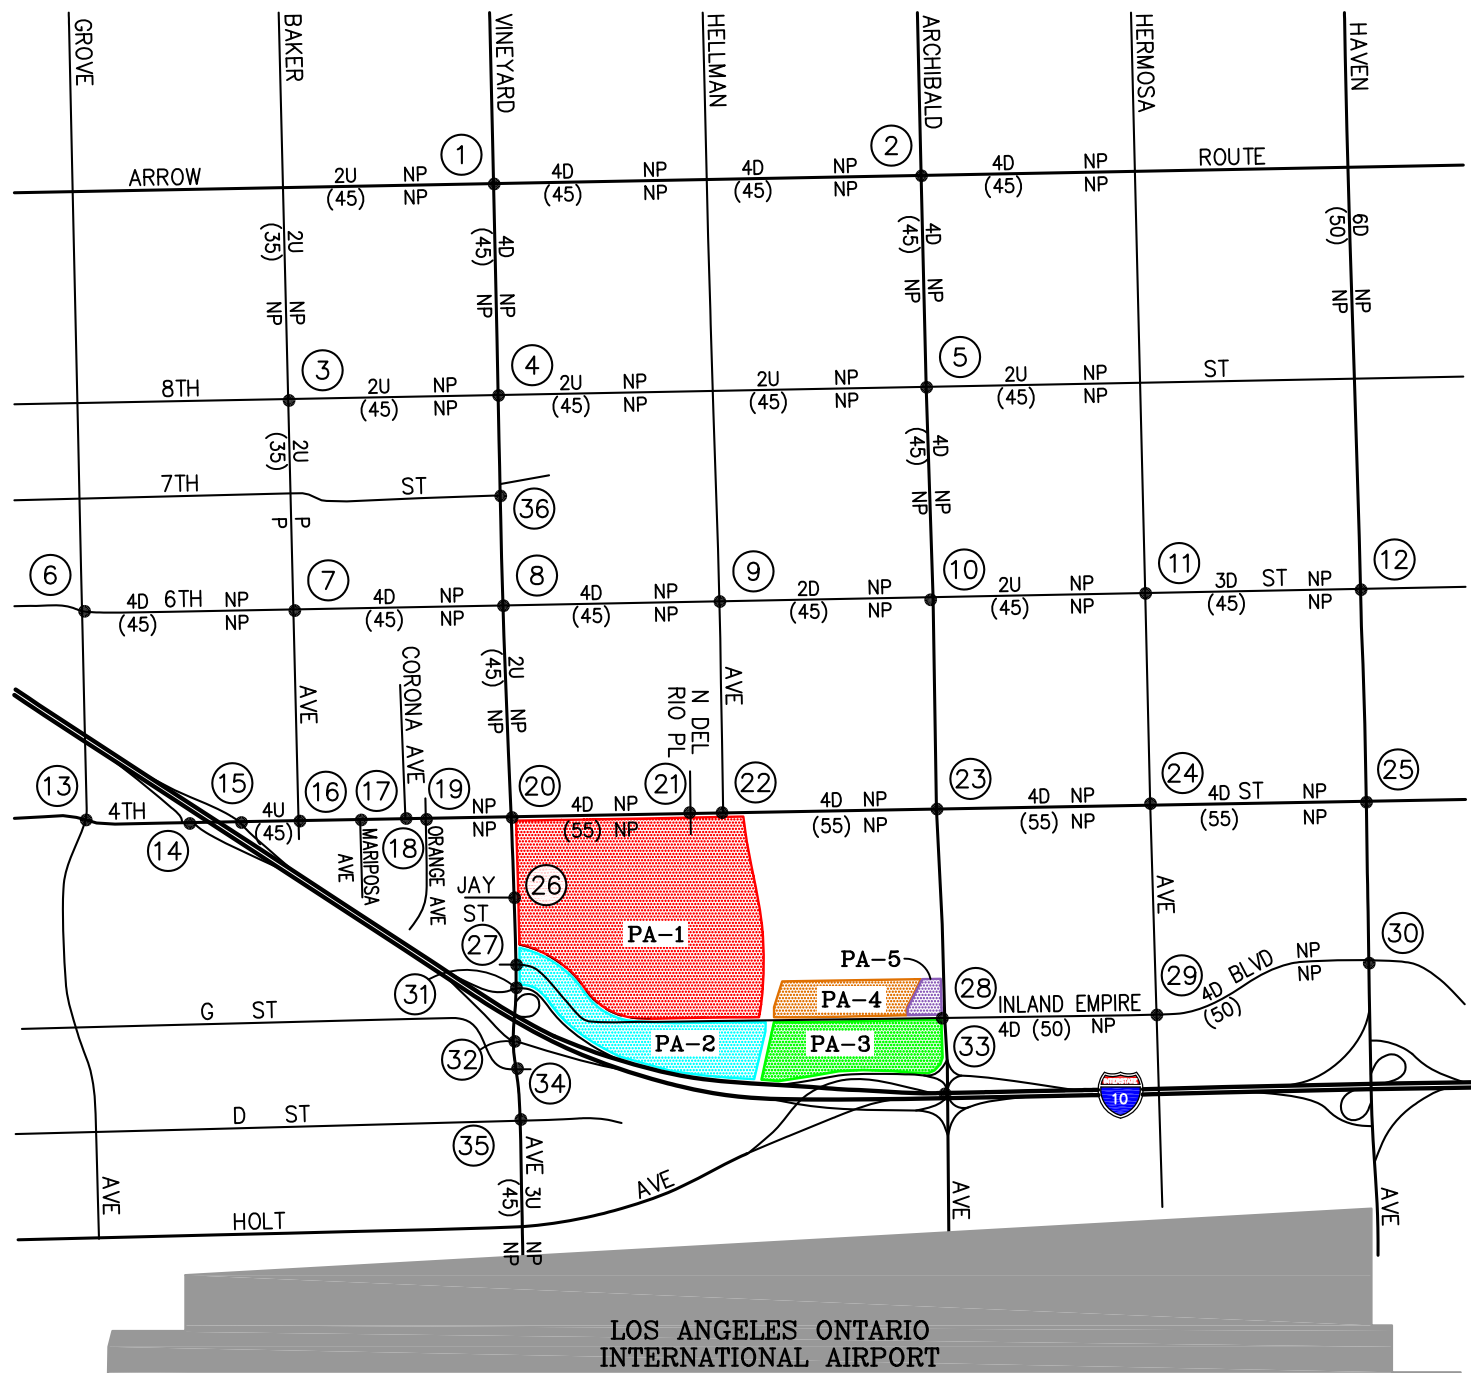 GROVE
BAKER
VINEYARD
HELLMAN
ARCHIBALD
HERMOSA
HAVEN
1
2
ARROW
2U
NP
4D
NP
4D
NP
4D
NP
ROUTE
(45)
NP
(45)
NP
(45)
NP
(45)
NP
2U
(35)
4D
(45)
4D
(45)
6D
(50)
NP
NP
NP
NP
NP
NP
NP
NP
3
4
5
8TH
2U
NP
2U
NP
2U
NP
2U
NP
ST
(45)
NP
(45)
NP
(45)
NP
(45)
NP
2U
(35)
4D
(45)
7TH
ST
36
P
P
NP
NP
6
7
8
9
10
11
12
4D
6TH
NP
4D
NP
4D
NP
2D
NP
2U
NP
3D
ST
NP
(45)
NP
(45)
NP
(45)
NP
(45)
NP
(45)
NP
(45)
NP
2U
(45)
NP
NP
AVE
CORONA AVE
N DEL
RIO PL
AVE
13
15
16
17
19
20
21
22
23
24
25
4TH
4U
NP
4D
NP
4D
NP
4D
NP
4D
ST
NP
(45)
NP
(55)
NP
(55)
NP
(55)
NP
(55)
NP
14
18
MARIPOSA
AVE
ORANGE AVE
JAY
ST
26
AVE
27
PA-1
PA-5
30
31
PA-4
28
29
4D BLVD
NP
NP
(50)
G ST
INLAND EMPIRE
4D (50) NP
32
PA-2
PA-3
33
34
10
D ST
35
AVE
3U
(45)
NP
NP
AVE
AVE
AVE
AVE
HOLT
LOS ANGELES ONTARIO
INTERNATIONAL AIRPORT